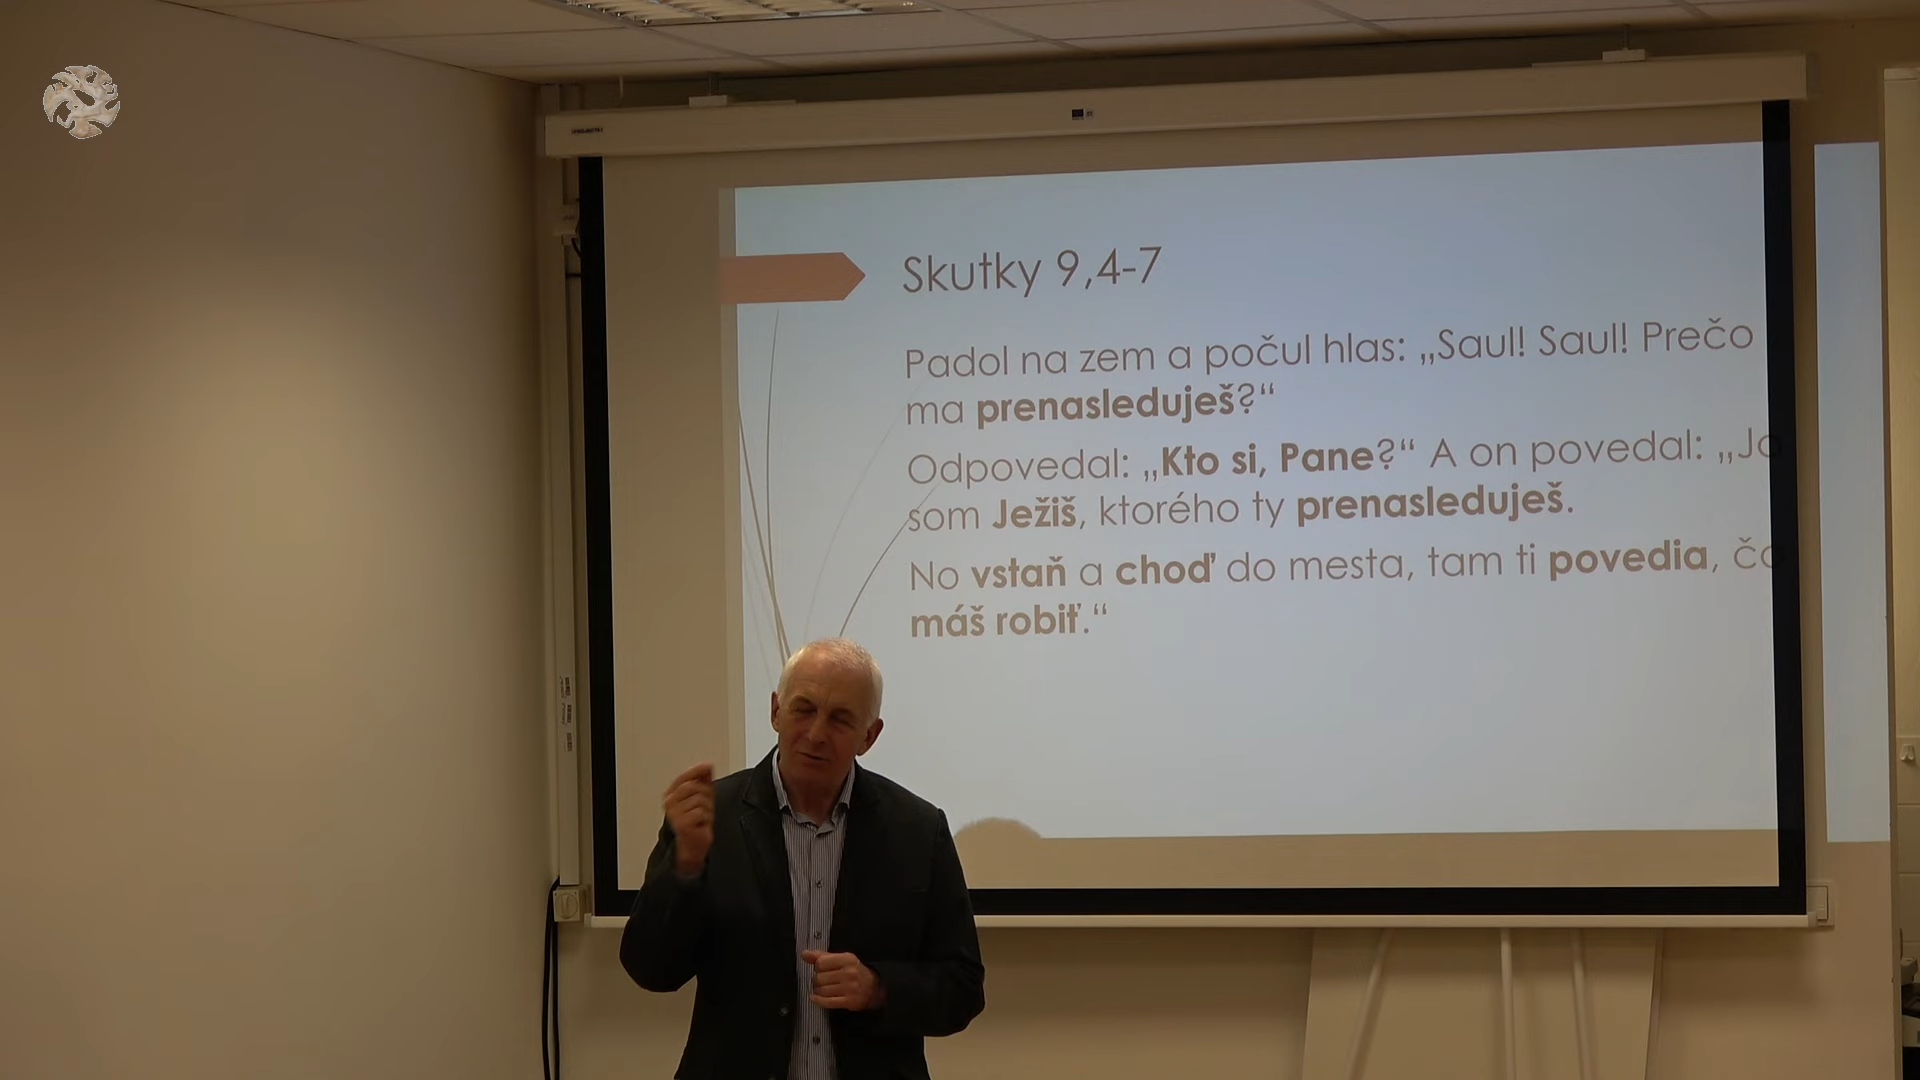 Skutky 9,4-7
Padol na zem a počul hlas: „Saul! Saul! Prečo
ma prenasleduješ?“
Odpovedal: „Kto si, Pane?“ A on povedal: „Ja
som Ježiš, ktorého ty prenasleduješ.
No vstaň a choď do mesta, tam ti povedia, čo
máš robiť.“